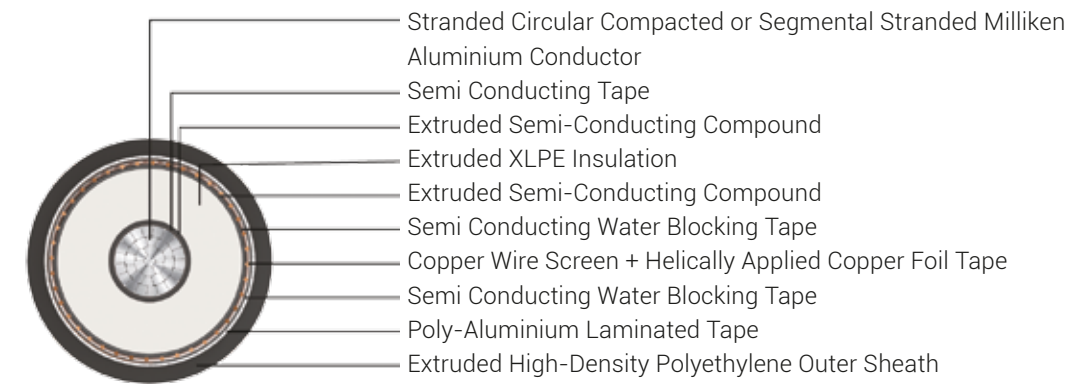 Stranded Circular Compacted or Segmental Stranded Milliken
Aluminium Conductor
Semi Conducting Tape
Extruded Semi-Conducting Compound
Extruded XLPE Insulation
Extruded Semi-Conducting Compound
Semi Conducting Water Blocking Tape
Copper Wire Screen + Helically Applied Copper Foil Tape
Semi Conducting Water Blocking Tape
Poly-Aluminium Laminated Tape
Extruded High-Density Polyethylene Outer Sheath